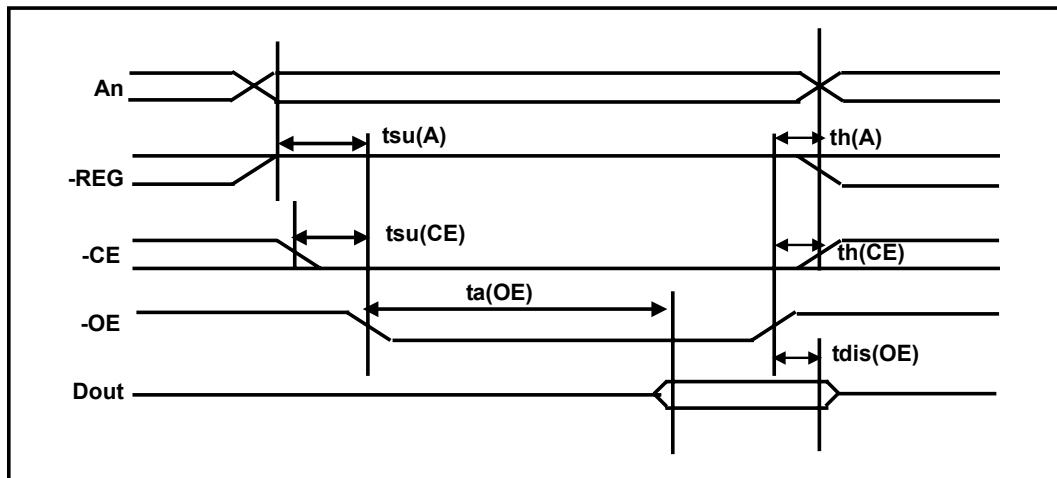 An
tsu(A)
th(A)
-REG
tsu(CE)
-CE
th(CE)
ta(OE)
-OE
tdis(OE)
Dout